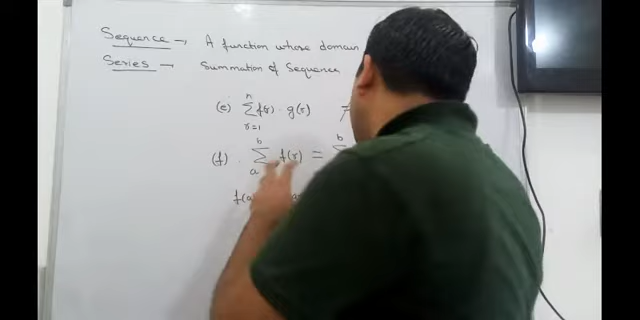 Sequence → A function whose domain
Series → Summation of Sequence
(e) n ∑ r=1 f(r) · g(r) ≠
(f) · b ∑ a f(r) = b ∑
f(a)